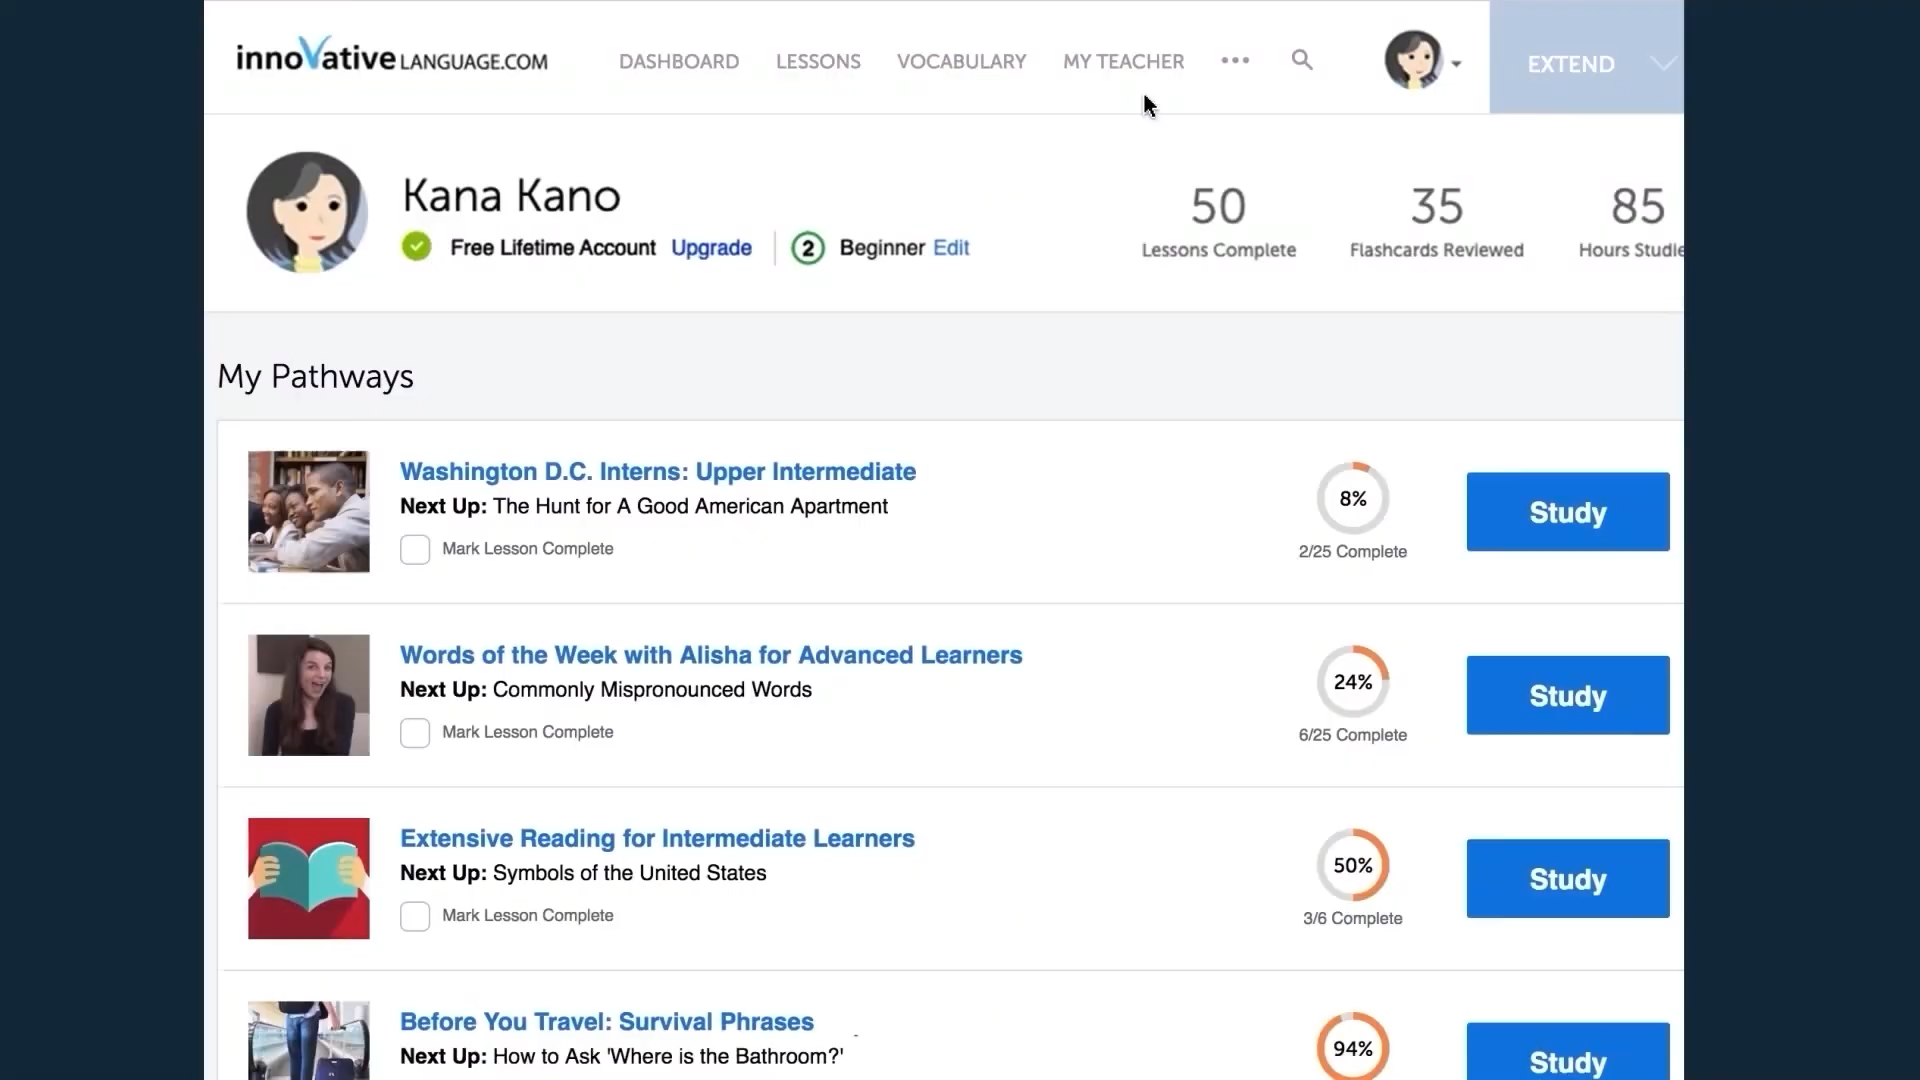 innoVative LANGUAGE.COM
DASHBOARD LESSONS VOCABULARY MY TEACHER
EXTEND
Kana Kano
Free Lifetime Account Upgrade
2 Beginner Edit
50
Lessons Complete
35
Flashcards Reviewed
85
Hours Studie
My Pathways
Washington D.C. Interns: Upper Intermediate
Next Up: The Hunt for A Good American Apartment
Mark Lesson Complete
8%
2/25 Complete
Study
Words of the Week with Alisha for Advanced Learners
Next Up: Commonly Mispronounced Words
Mark Lesson Complete
24%
6/25 Complete
Study
Extensive Reading for Intermediate Learners
Next Up: Symbols of the United States
Mark Lesson Complete
50%
3/6 Complete
Study
Before You Travel: Survival Phrases
Next Up: How to Ask 'Where is the Bathroom?'
94%
Study